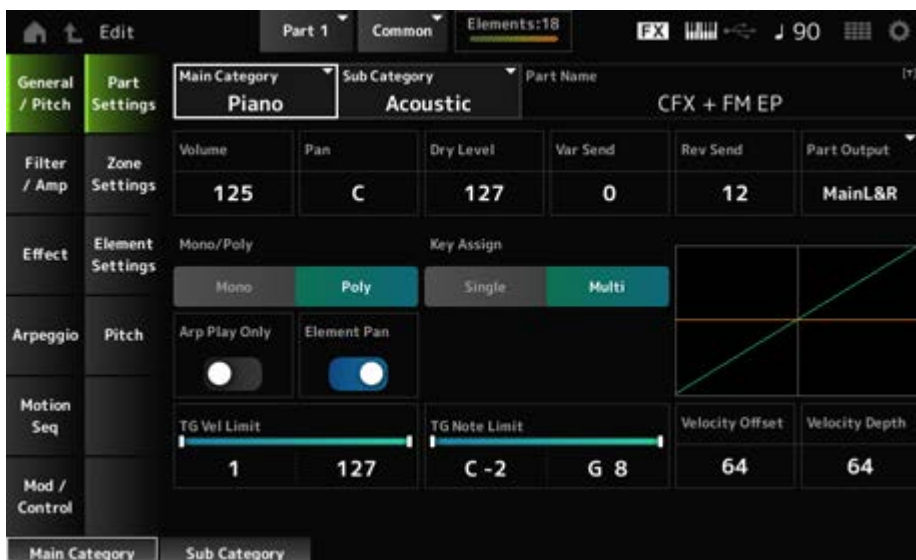 Edit
Part 1
Common
Elements:18
FX
90
General / Pitch
Part Settings
Main Category
Piano
Sub Category
Acoustic
Part Name
CFX + FM EP
Filter / Amp
Zone Settings
Volume
125
Pan
C
Dry Level
127
Var Send
0
Rev Send
12
Part Output
MainL&R
Effect
Element Settings
Mono/Poly
Mono
Poly
Key Assign
Single
Multi
Arpeggio
Pitch
Arp Play Only
Element Pan
Motion Seq
TG Vel Limit
1
127
TG Note Limit
C -2
G 8
Velocity Offset
64
Velocity Depth
64
Mod / Control
Main Category
Sub Category